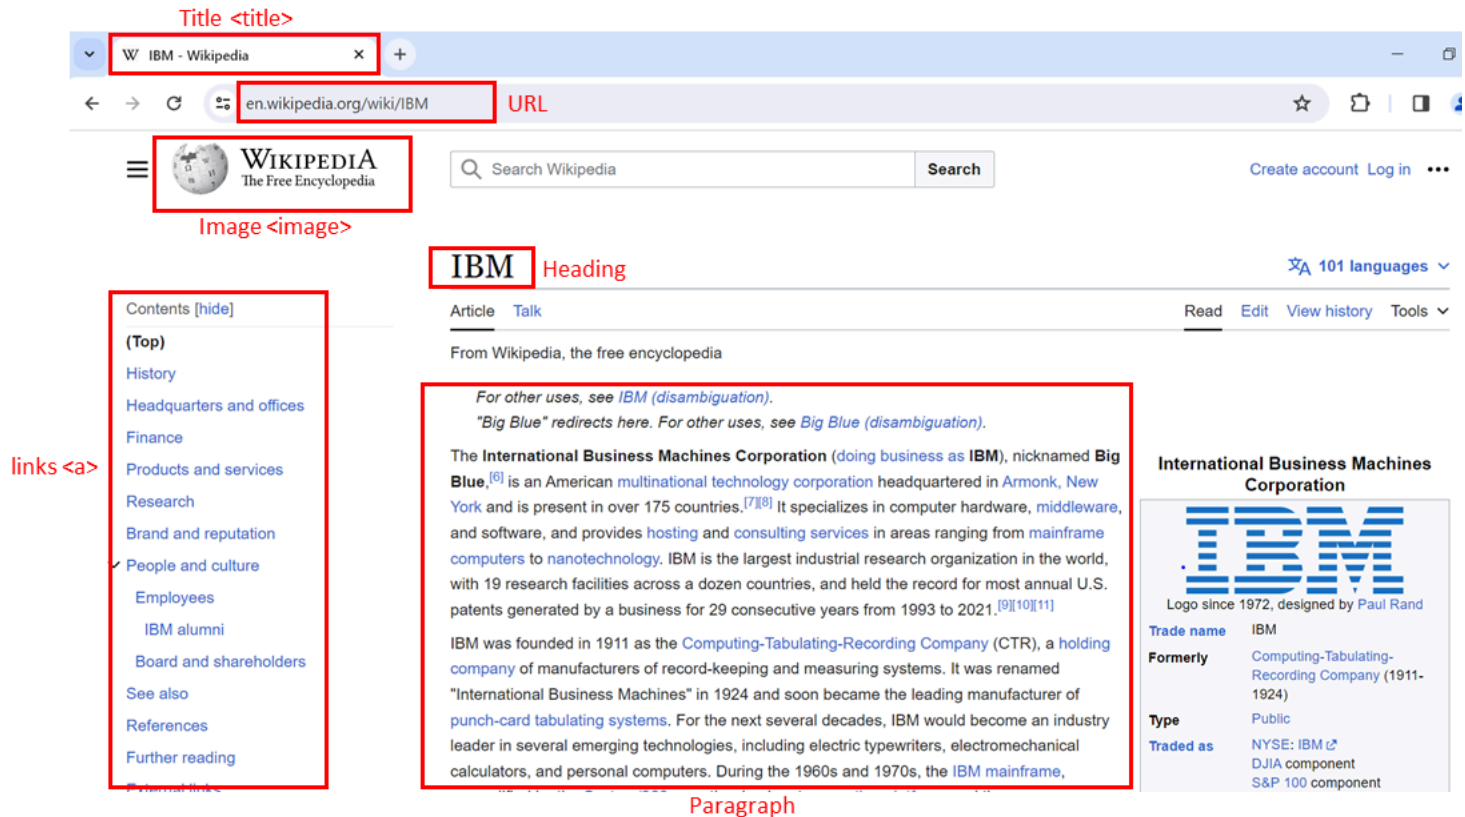 Title <title>
IBM - Wikipedia
en.wikipedia.org/wiki/IBM
URL
WIKIPEDIA
The Free Encyclopedia
Search Wikipedia
Search
Create account Log in
Image <image>
IBM
Heading
101 languages
Contents [hide]
(Top)
History
Headquarters and offices
Finance
Products and services
Research
Brand and reputation
People and culture
Employees
IBM alumni
Board and shareholders
See also
References
Further reading
External links
links <a>
Article Talk
Read Edit View history Tools
From Wikipedia, the free encyclopedia
For other uses, see IBM (disambiguation).
"Big Blue" redirects here. For other uses, see Big Blue (disambiguation).
The International Business Machines Corporation (doing business as IBM), nicknamed Big
Blue,[6] is an American multinational technology corporation headquartered in Armonk, New
York and is present in over 175 countries.[7][8] It specializes in computer hardware, middleware,
and software, and provides hosting and consulting services in areas ranging from mainframe
computers to nanotechnology. IBM is the largest industrial research organization in the world,
with 19 research facilities across a dozen countries, and held the record for most annual U.S.
patents generated by a business for 29 consecutive years from 1993 to 2021.[9][10][11]
IBM was founded in 1911 as the Computing-Tabulating-Recording Company (CTR), a holding
company of manufacturers of record-keeping and measuring systems. It was renamed
"International Business Machines" in 1924 and soon became the leading manufacturer of
punch-card tabulating systems. For the next several decades, IBM would become an industry
leader in several emerging technologies, including electric typewriters, electromechanical
calculators, and personal computers. During the 1960s and 1970s, the IBM mainframe,
Paragraph
International Business Machines
Corporation
IBM
Logo since 1972, designed by Paul Rand
Trade name IBM
Formerly Computing-Tabulating-
Recording Company (1911-
1924)
Type Public
Traded as NYSE: IBM
DJIA component
S&P 100 component